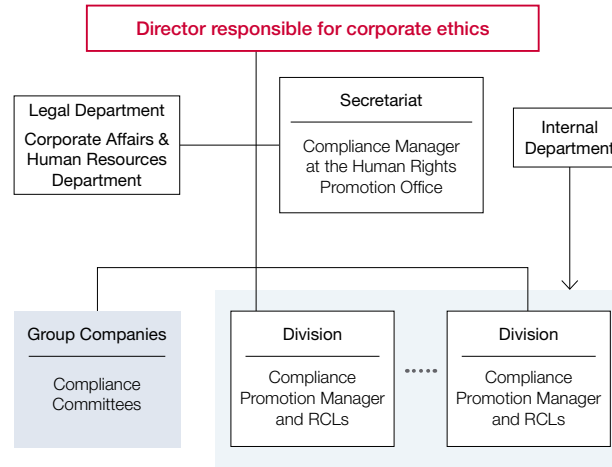 Director responsible for corporate ethics
Legal Department
Corporate Affairs &
Human Resources
Department
Secretariat
Compliance Manager
at the Human Rights
Promotion Office
Internal
Department
Group Companies
Compliance
Committees
Division
Compliance
Promotion Manager
and RCLs
Division
Compliance
Promotion Manager
and RCLs